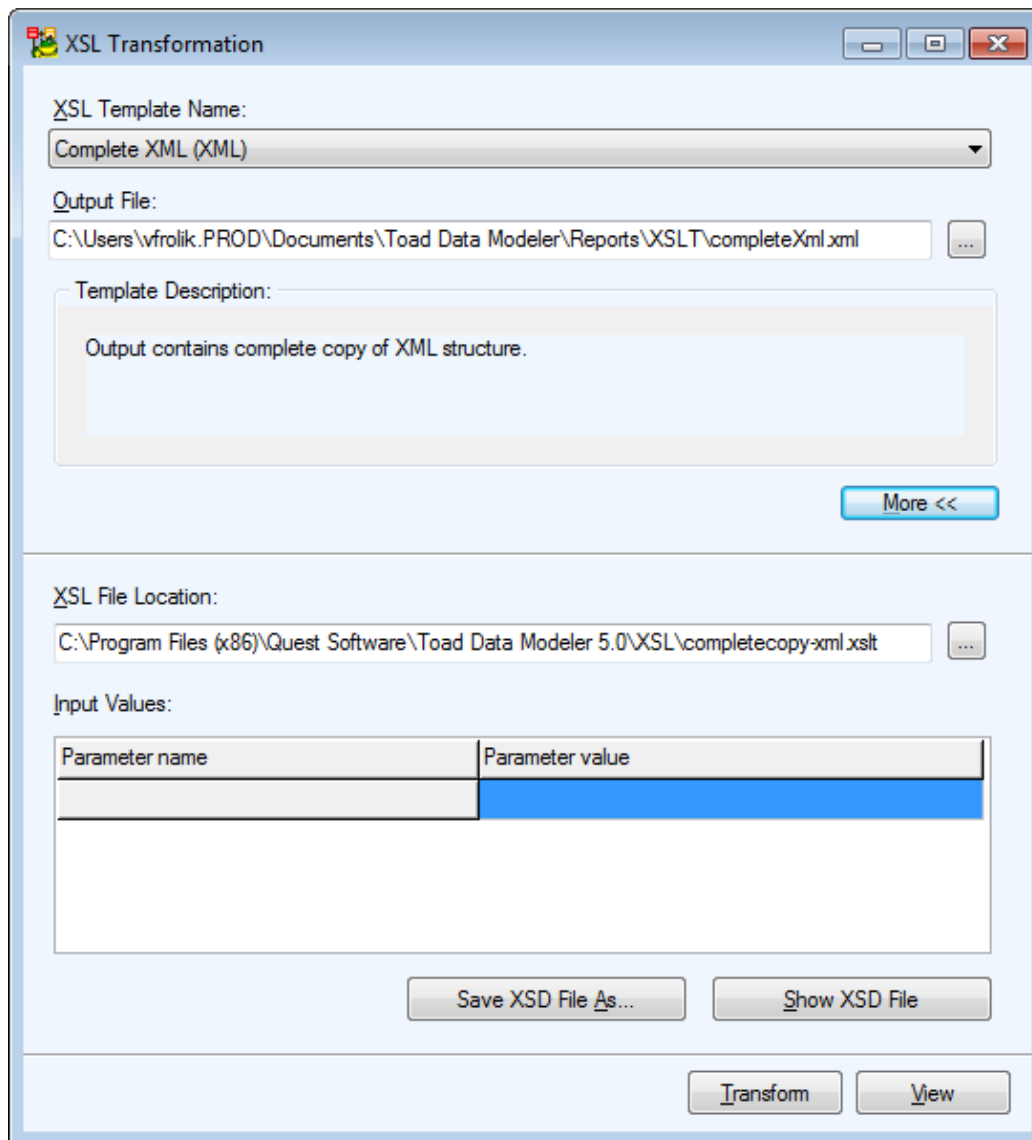 XSL Transformation
XSL Template Name:
Complete XML (XML)
Output File:
C:\Users\vfrolik.PROD\Documents\Toad Data Modeler\Reports\XSLT\completeXml.xml
...
Template Description:
Output contains complete copy of XML structure.
More <<
XSL File Location:
C:\Program Files (x86)\Quest Software\Toad Data Modeler 5.0\XSL\completecopy-xml.xslt
...
Input Values:
Parameter name Parameter value
Save XSD File As... Show XSD File
Transform View